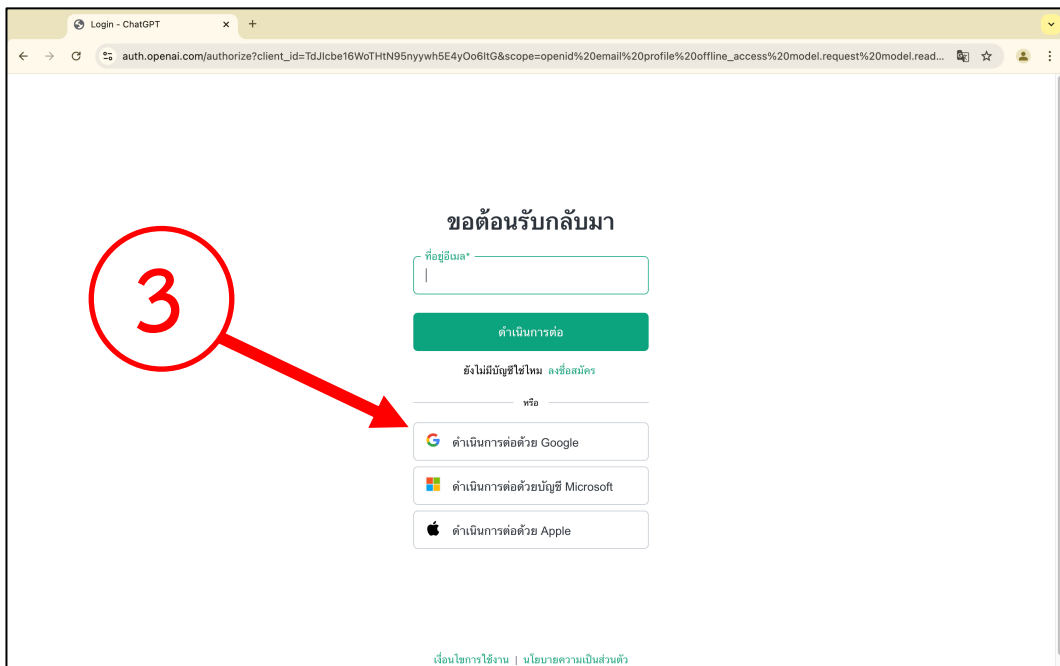 Login - ChatGPT
auth.openai.com/authorize?client_id=TdJIcbe16WoTHtN95nyywh5E4yOo6ItG&scope=openid%20email%20profile%20offline_access%20model.request%20model.read...
ขอต้อนรับกลับมา
ที่อยู่อีเมล*
3
ดำเนินการต่อ
ยังไม่มีบัญชีใช่ไหม ลงชื่อสมัคร
หรือ
ดำเนินการต่อด้วย Google
ดำเนินการต่อด้วยบัญชี Microsoft
ดำเนินการต่อด้วย Apple
เงื่อนไขการใช้งาน | นโยบายความเป็นส่วนตัว